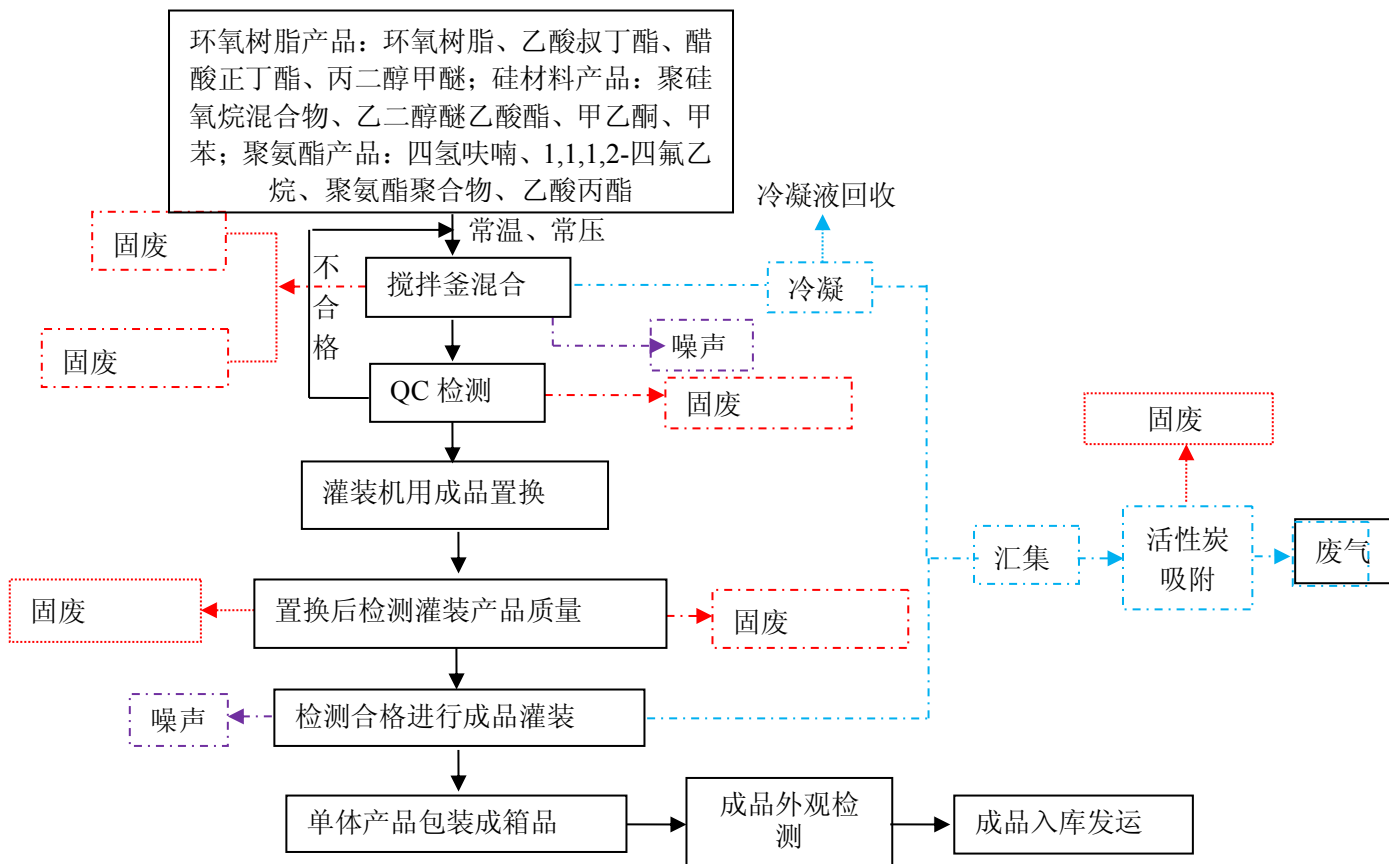 环氧树脂产品：环氧树脂、乙酸叔丁酯、醋
酸正丁酯、丙二醇甲醚；硅材料产品：聚硅
氧烷混合物、乙二醇醚乙酸酯、甲乙酮、甲
苯；聚氨酯产品：四氢呋喃、1,1,1,2-四氟乙
烷、聚氨酯聚合物、乙酸丙酯
冷凝液回收
固废
常温、常压
不
合
格
搅拌釜混合
冷凝
固废
噪声
QC 检测
固废
固废
灌装机用成品置换
汇集
活性炭
吸附
废气
固废
置换后检测灌装产品质量
固废
噪声
检测合格进行成品灌装
单体产品包装成箱品
成品外观检
测
成品入库发运